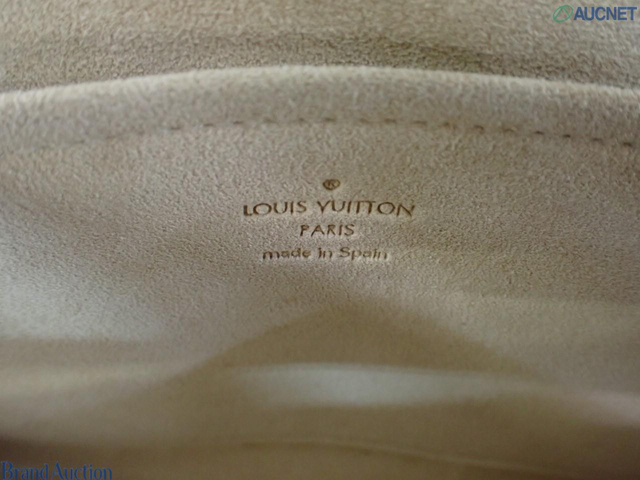 AUCNET
®
LOUIS VUITTON
PARIS
made in Spain
Brand Auction